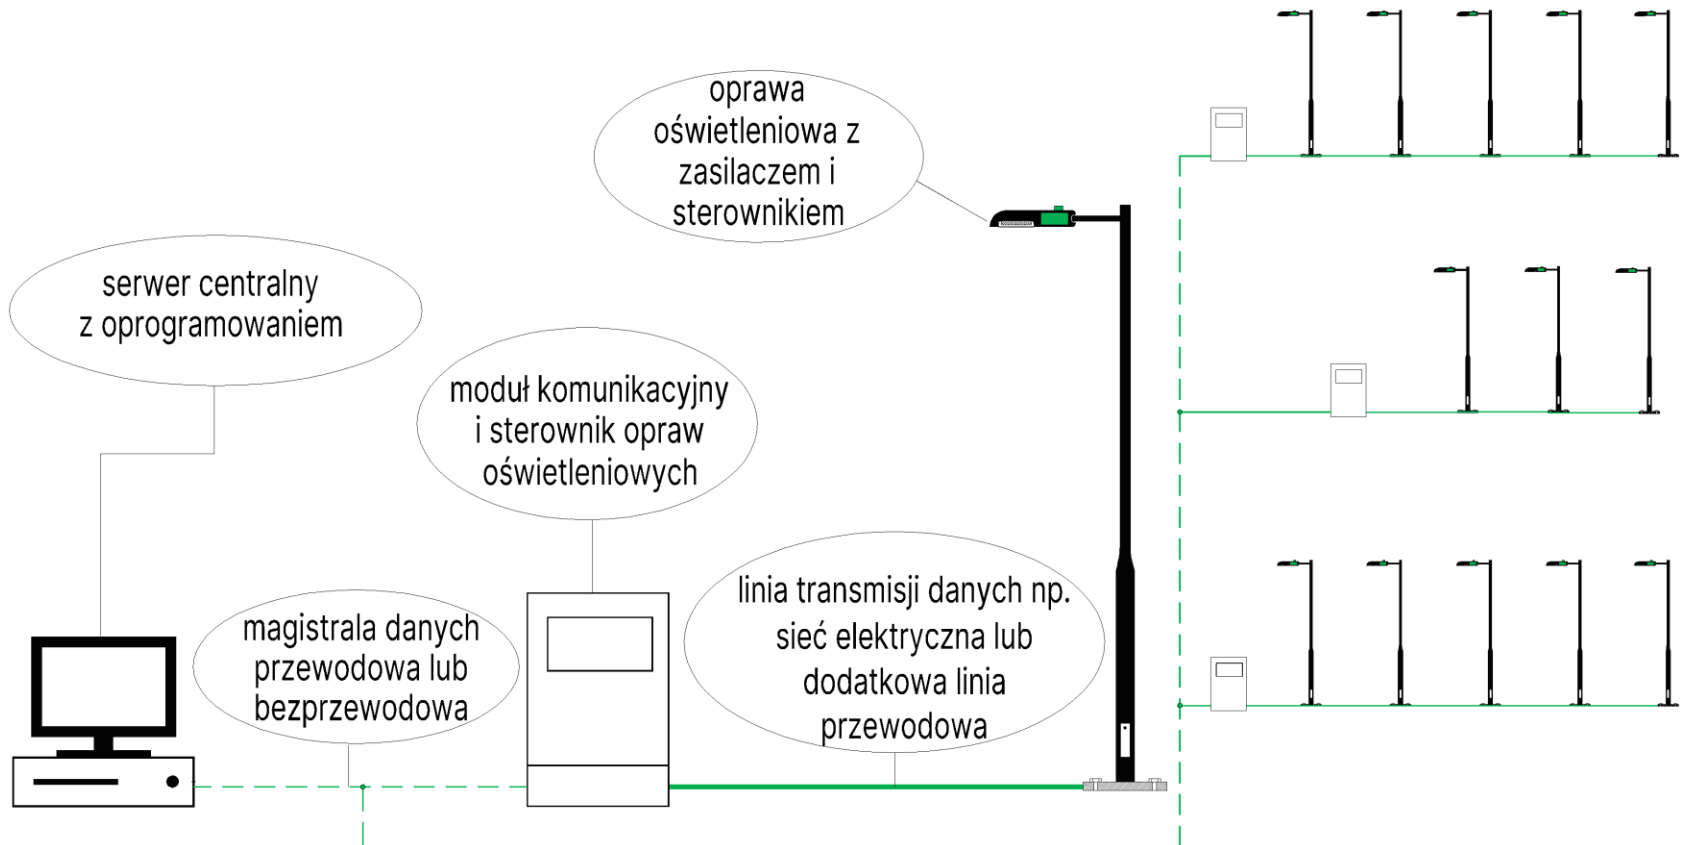 oprawa
oświetleniowa z
zasilaczem i
sterownikiem
serwer centralny
z oprogramowaniem
moduł komunikacyjny
i sterownik opraw
oświetleniowych
magistrala danych
przewodowa lub
bezprzewodowa
linia transmisji danych np.
sieć elektryczna lub
dodatkowa linia
przewodowa